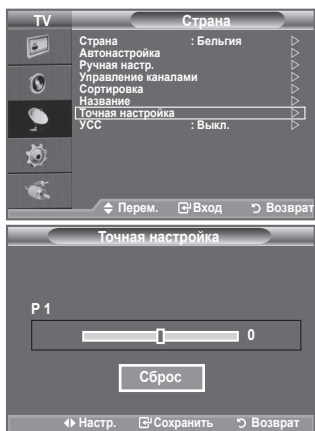 TV Страна
Страна : Бельгия
Автонастройка
Ручная настр.
Управление каналами
Сортировка
Название
Точная настройка
УСС : Выкл.
Перем. Вход Возврат
Точная настройка
P 1
0
Сброс
Настр. Сохранить Возврат